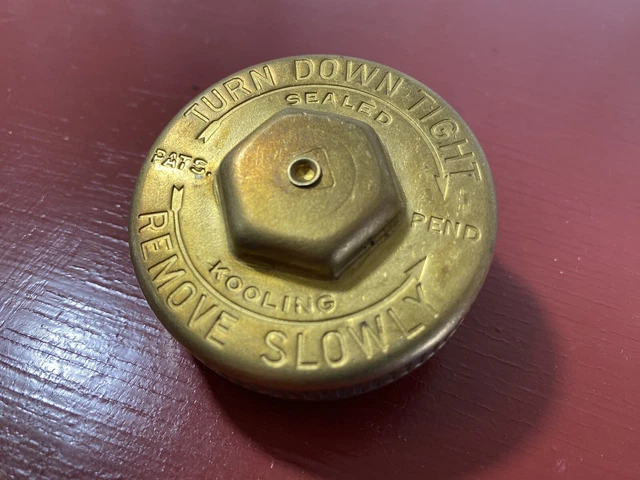 TURN DOWN TIGHT
SEALED
PATS.
PEND
KOOLING
REMOVE SLOWLY